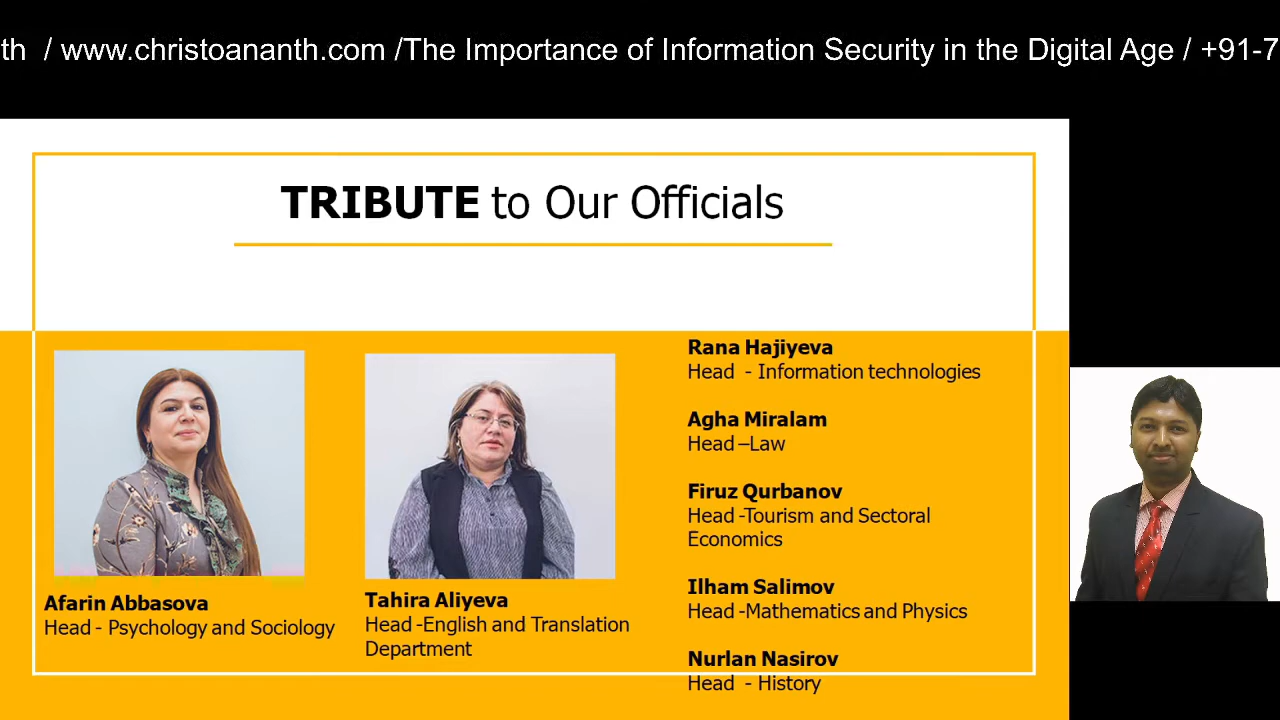 th / www.christoananth.com /The Importance of Information Security in the Digital Age / +91-7
TRIBUTE to Our Officials
Afarin Abbasova
Head - Psychology and Sociology
Tahira Aliyeva
Head -English and Translation
Department
Rana Hajiyeva
Head - Information technologies
Agha Miralam
Head –Law
Firuz Qurbanov
Head -Tourism and Sectoral
Economics
Ilham Salimov
Head -Mathematics and Physics
Nurlan Nasirov
Head - History